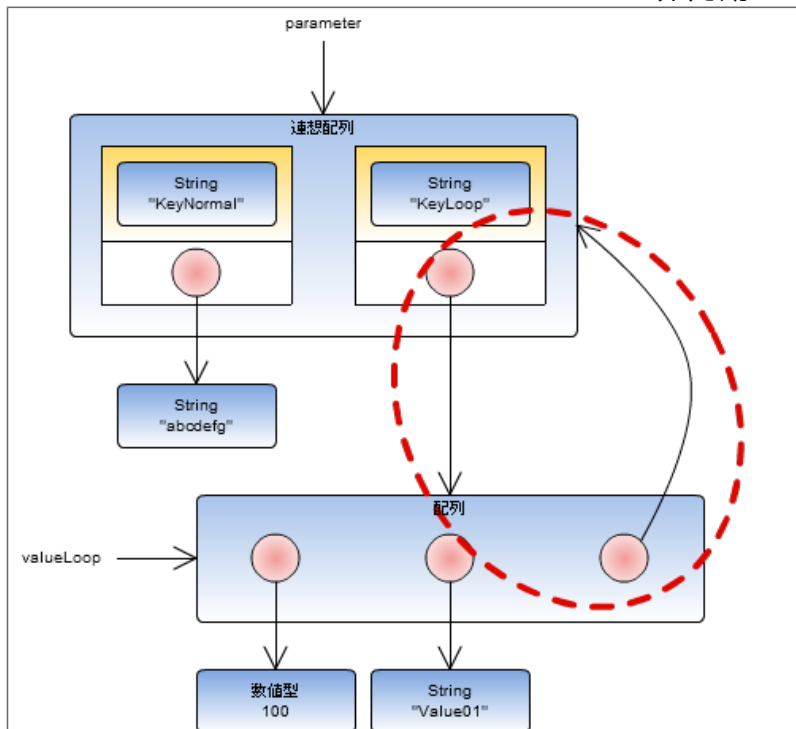 parameter
連想配列
String
"KeyNormal"
String
"KeyLoop"
String
"abcdefg"
配列
valueLoop
数値型
100
String
"Value01"